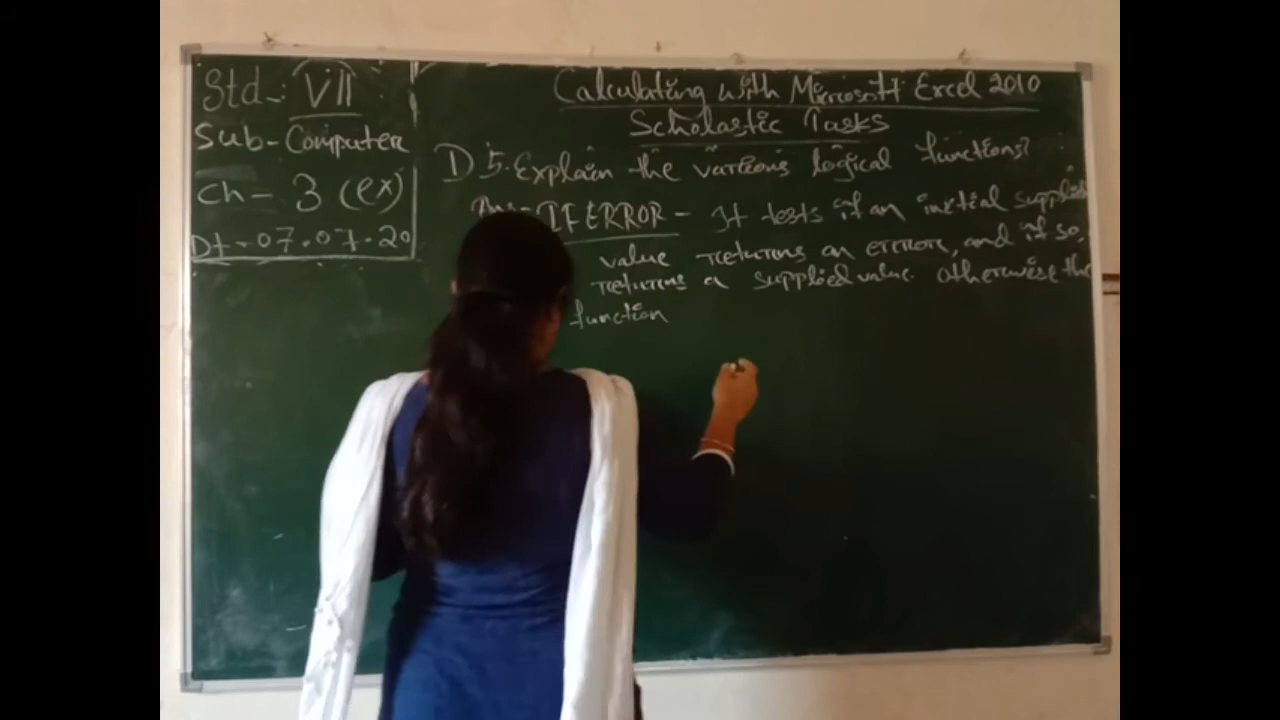 Std-: VII
Sub-Computer
Ch- 3 (ex)
Dt-07.07.20
Calculating with Microsoft Excel 2010
Scholastic Tasks
D 5. Explain the various logical functions?
Ans- IFERROR - It tests if an initial supplied
value returns an error, and if so,
returns a supplied value. otherwise the
function